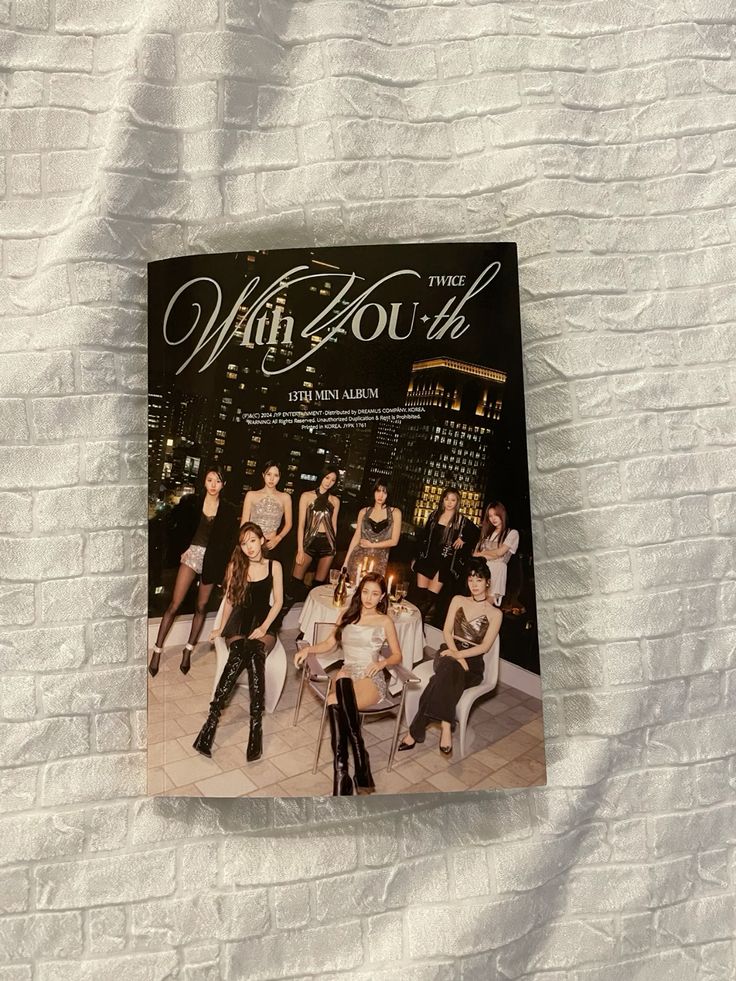 TWICE
With YOU-th
13TH MINI ALBUM
(P)&(C) 2024 JYP ENTERTAINMENT · Distributed by DREAMUS COMPANY, KOREA.
WARNING: All Rights Reserved. Unauthorized Duplication & Rent Is Prohibited.
Printed in KOREA. JYPK 1761